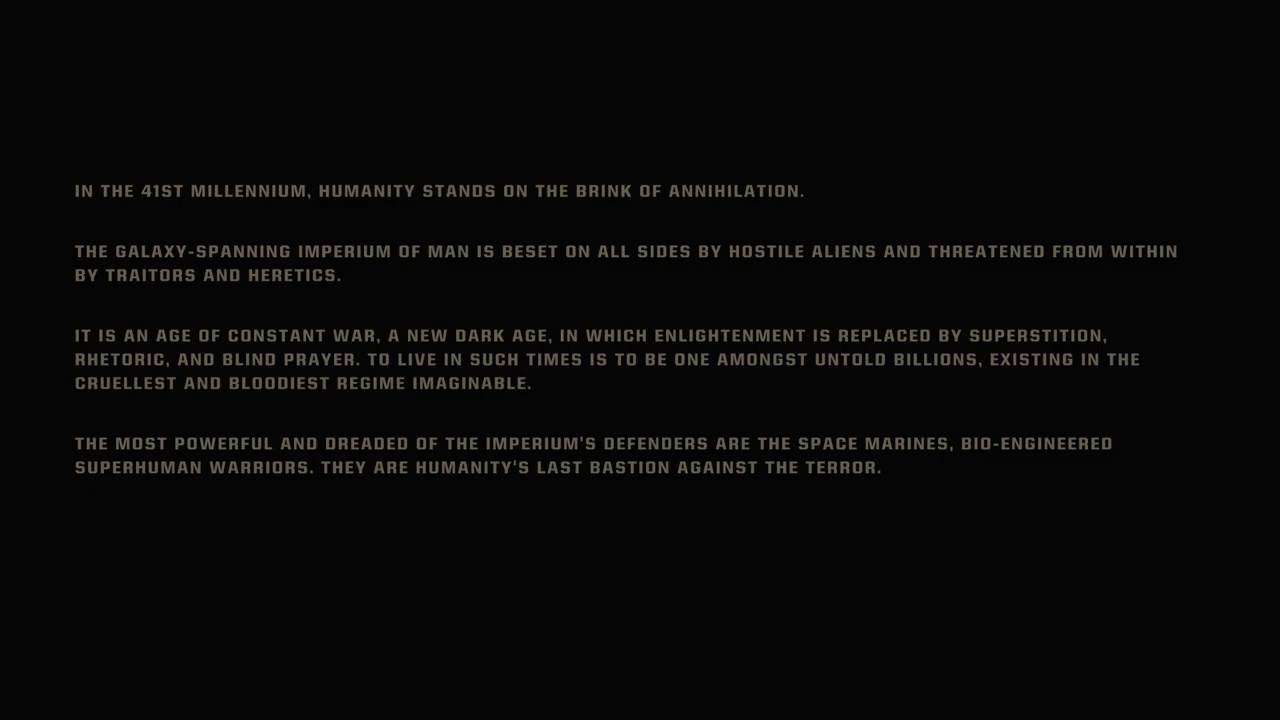 IN THE 41ST MILLENNIUM, HUMANITY STANDS ON THE BRINK OF ANNIHILATION.
THE GALAXY-SPANNING IMPERIUM OF MAN IS BESET ON ALL SIDES BY HOSTILE ALIENS AND THREATENED FROM WITHIN
BY TRAITORS AND HERETICS.
IT IS AN AGE OF CONSTANT WAR, A NEW DARK AGE, IN WHICH ENLIGHTENMENT IS REPLACED BY SUPERSTITION,
RHETORIC, AND BLIND PRAYER. TO LIVE IN SUCH TIMES IS TO BE ONE AMONGST UNTOLD BILLIONS, EXISTING IN THE
CRUELLEST AND BLOODIEST REGIME IMAGINABLE.
THE MOST POWERFUL AND DREADED OF THE IMPERIUM'S DEFENDERS ARE THE SPACE MARINES, BIO-ENGINEERED
SUPERHUMAN WARRIORS. THEY ARE HUMANITY'S LAST BASTION AGAINST THE TERROR.